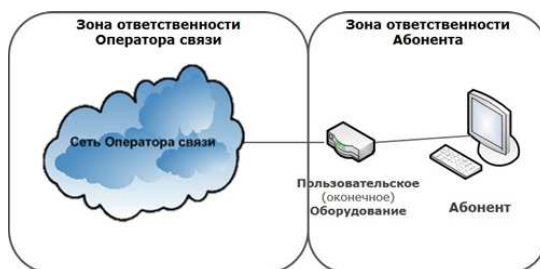 Зона ответственности
Оператора связи
Зона ответственности
Абонента
Сеть Оператора связи
Пользовательское
(оконечное)
Оборудование
Абонент